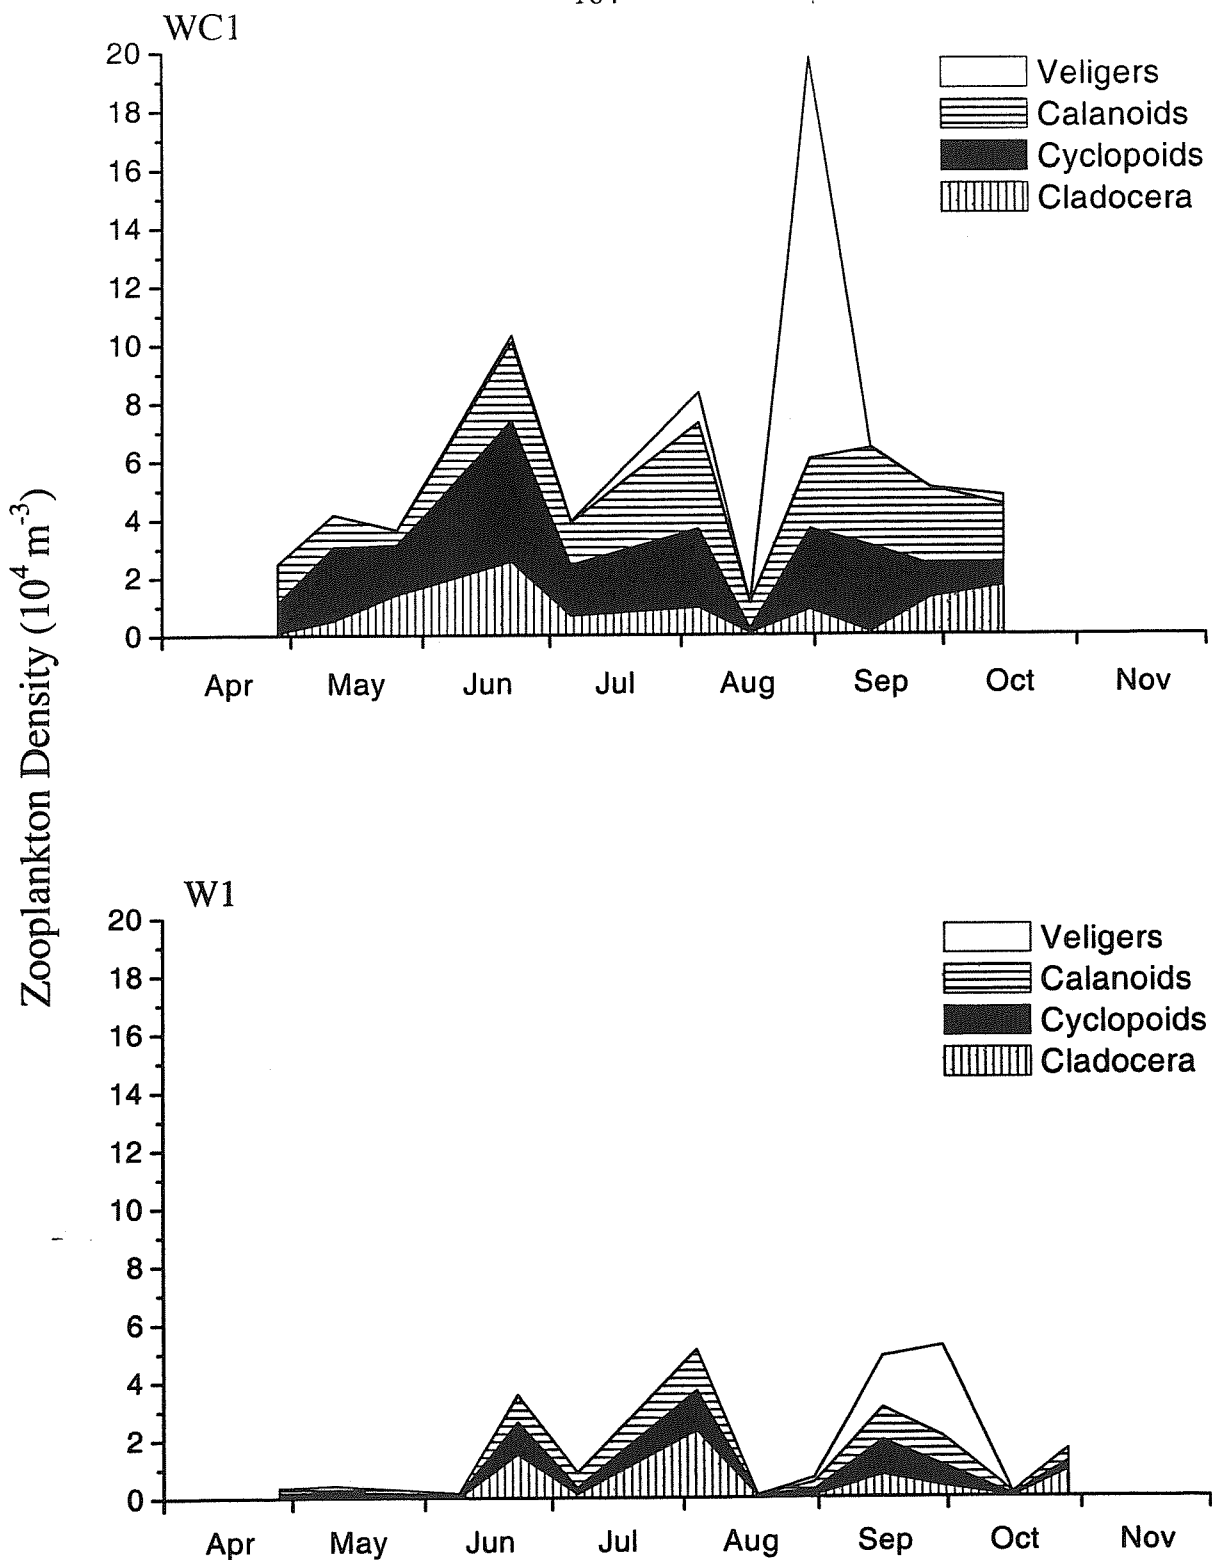 WC1
20
18
16
14
12
10
8
6
4
2
0
Veligers
Calanoids
Cyclopoids
Cladocera
Apr May Jun Jul Aug Sep Oct Nov
Zooplankton Density (10⁴ m⁻³)
W1
20
18
16
14
12
10
8
6
4
2
0
Veligers
Calanoids
Cyclopoids
Cladocera
Apr May Jun Jul Aug Sep Oct Nov